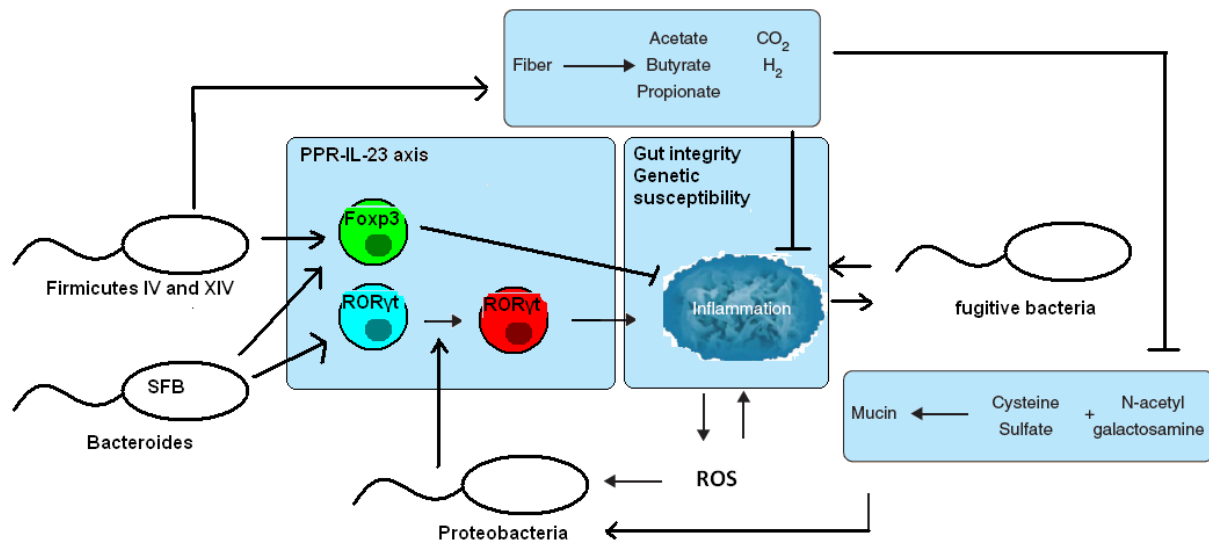 Acetate CO2
Fiber Butyrate H2
Propionate
PPR-IL-23 axis
Gut integrity
Genetic
susceptibility
Foxp3
Firmicutes IV and XIV
RORγt
RORγt
Inflammation
fugitive bacteria
SFB
Bacteroides
Mucin
Cysteine
Sulfate
+
N-acetyl
galactosamine
ROS
Proteobacteria